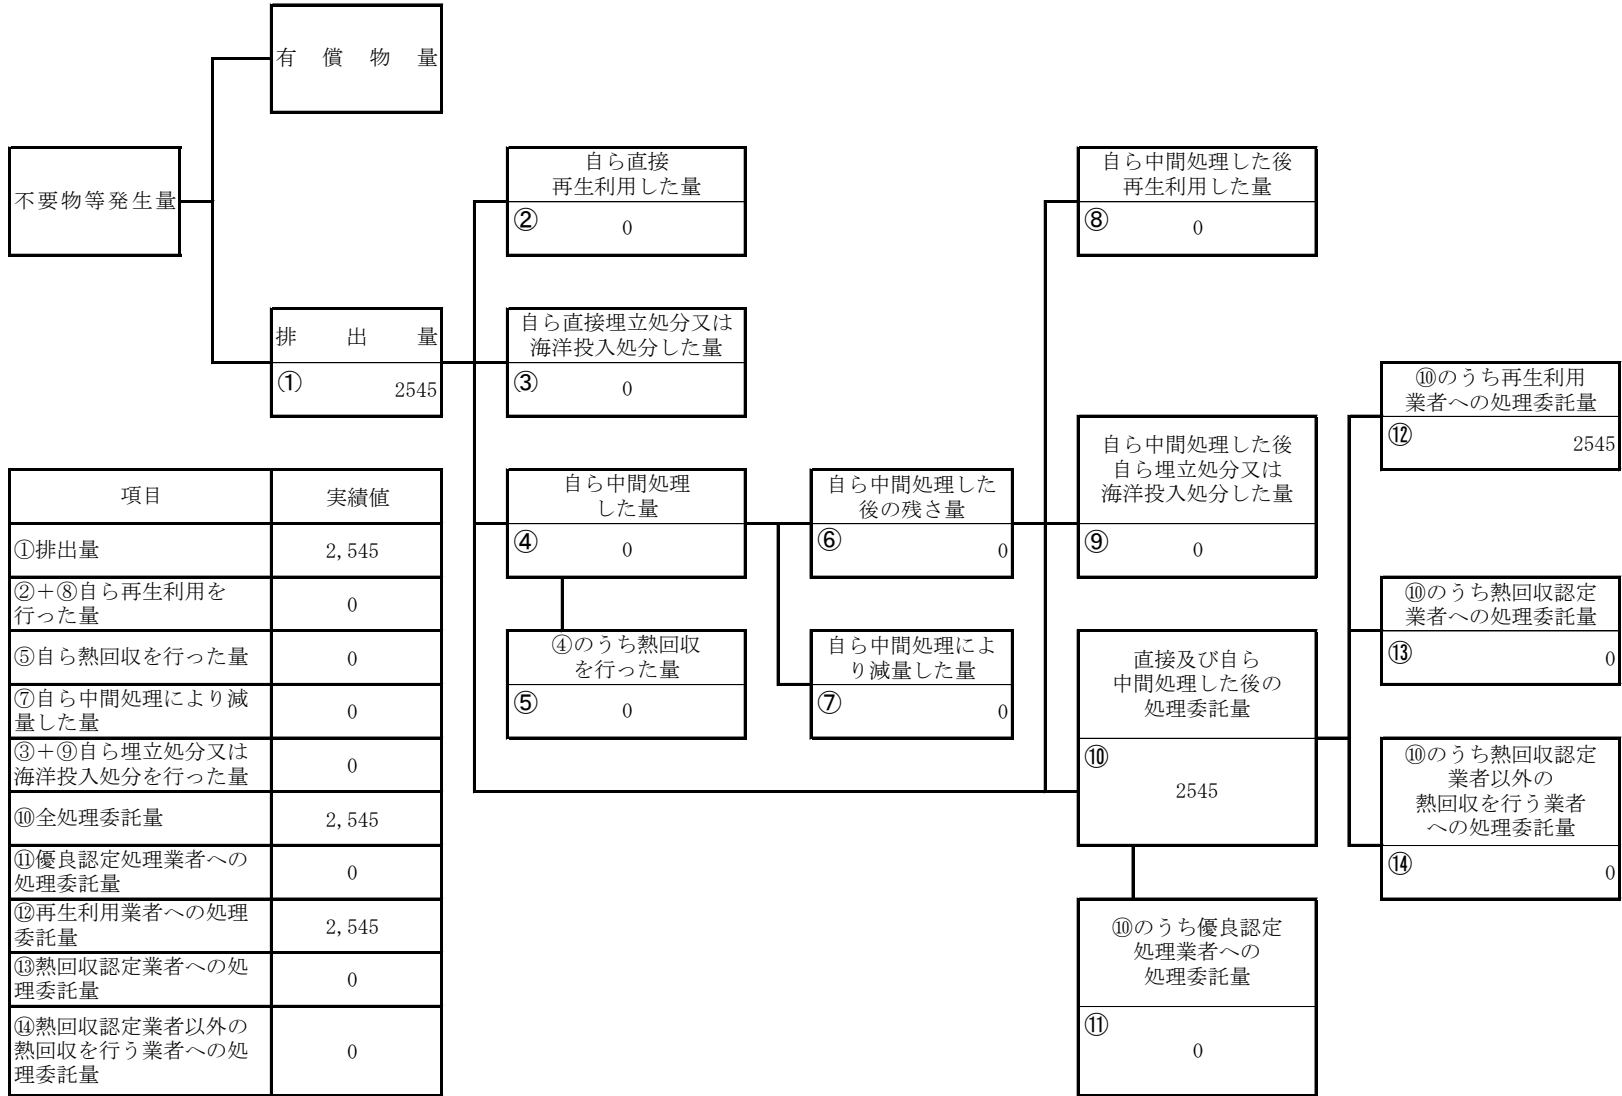 有償物量
不要物等発生量
排出量
①
2545
自ら直接
再生利用した量
②
0
自ら直接埋立処分又は
海洋投入処分した量
③
0
自ら中間処理
した量
④
0
④のうち熱回収
を行った量
⑤
0
自ら中間処理した
後の残さ量
⑥
0
自ら中間処理によ
り減量した量
⑦
0
自ら中間処理した後
再生利用した量
⑧
0
自ら中間処理した後
自ら埋立処分又は
海洋投入処分した量
⑨
0
直接及び自ら
中間処理した後の
処理委託量
⑩
2545
⑩のうち優良認定
処理業者への
処理委託量
⑪
0
⑩のうち再生利用
業者への処理委託量
⑫
2545
⑩のうち熱回収認定
業者への処理委託量
⑬
0
⑩のうち熱回収認定
業者以外の
熱回収を行う業者
への処理委託量
⑭
0
項目 実績値
①排出量 2,545
②＋⑧自ら再生利用を
行った量
0
⑤自ら熱回収を行った量 0
⑦自ら中間処理により減
量した量
0
③＋⑨自ら埋立処分又は
海洋投入処分を行った量
0
⑩全処理委託量 2,545
⑪優良認定処理業者への
処理委託量
0
⑫再生利用業者への処理
委託量
2,545
⑬熱回収認定業者への処
理委託量
0
⑭熱回収認定業者以外の
熱回収を行う業者への処
理委託量
0